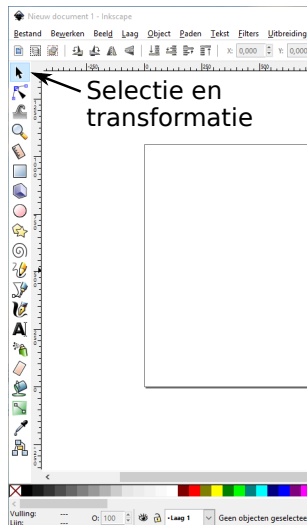 Nieuw document 1 - Inkscape
Bestand Bewerken Beeld Laag Object Paden Tekst Filters Uitbreiding
X: 0,000 Y: 0,000
Selectie en
transformatie
Vulling: --- O: 100 •Laag 1 Geen objecten geselectee
Lijn: ---